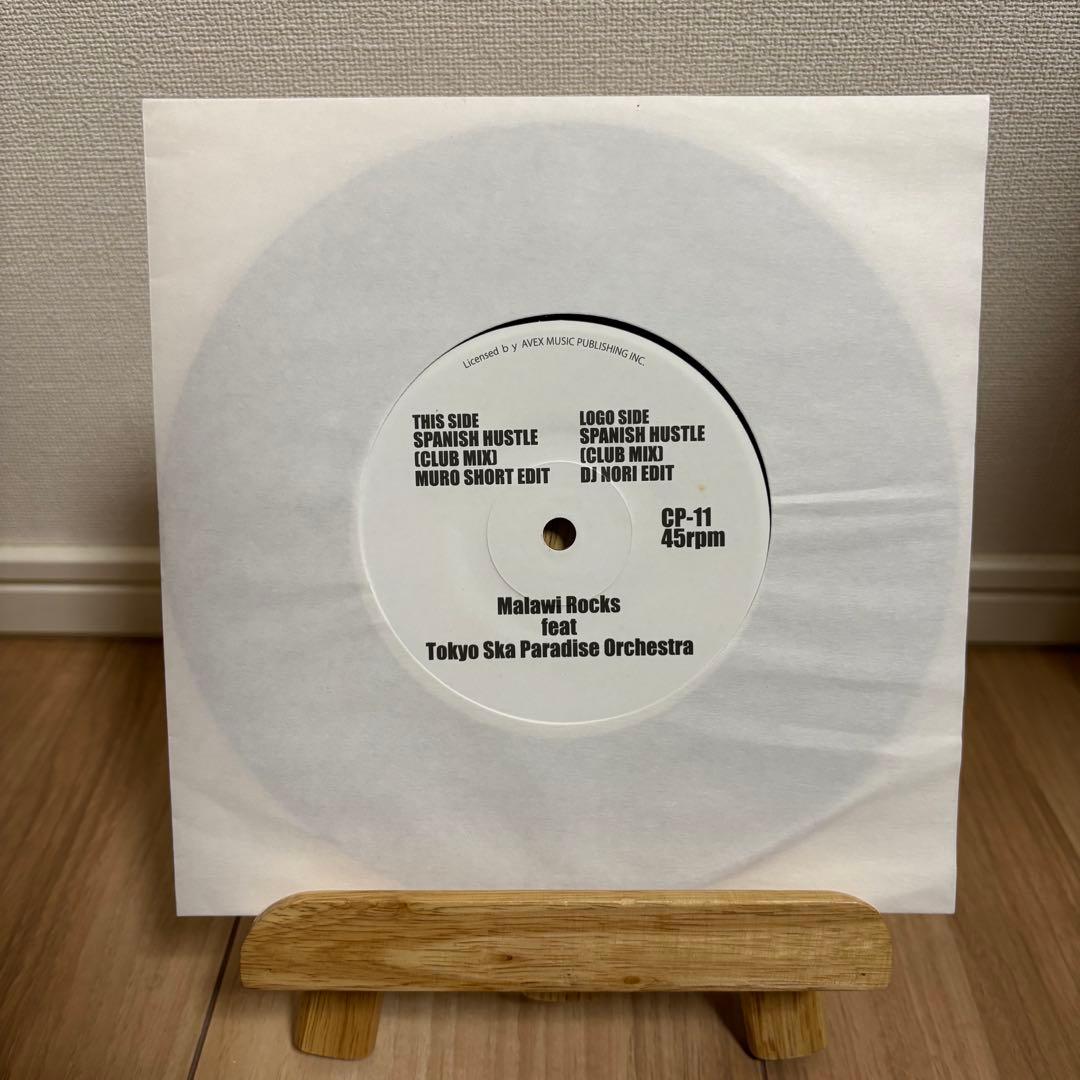 Licensed b y AVEX MUSIC PUBLISHING INC.
THIS SIDE
SPANISH HUSTLE
(CLUB MIX)
MURO SHORT EDIT
LOGO SIDE
SPANISH HUSTLE
(CLUB MIX)
DJ NORI EDIT
CP-11
45rpm
Malawi Rocks
feat
Tokyo Ska Paradise Orchestra